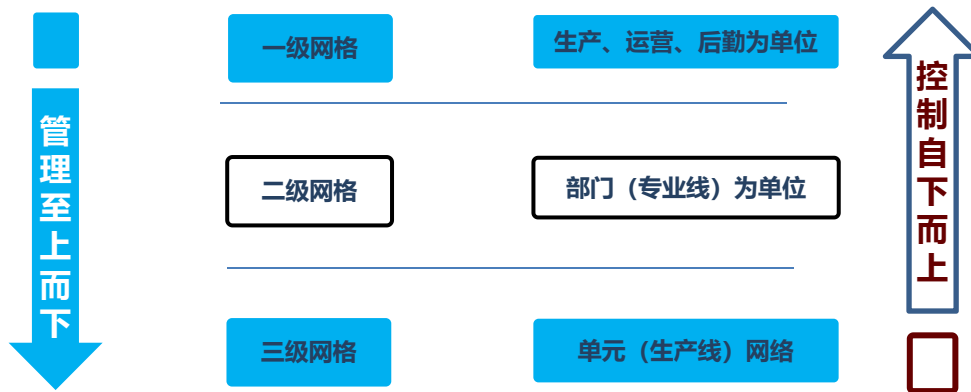 一级网格
生产、运营、后勤为单位
管理至上而下
控制自下而上
二级网格
部门（专业线）为单位
三级网格
单元（生产线）网络